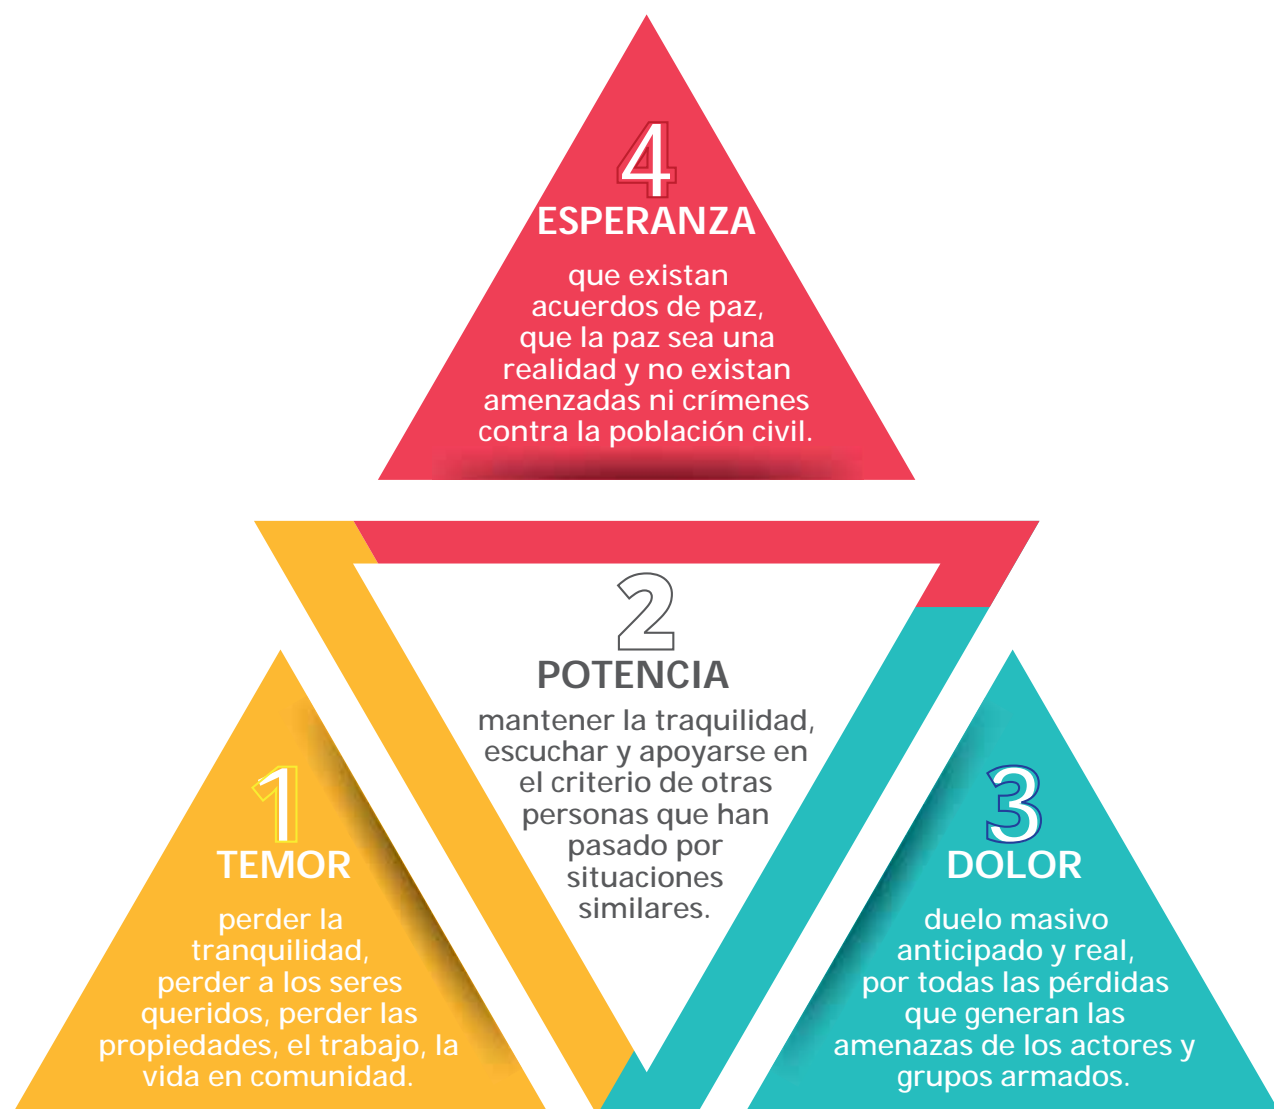 4
ESPERANZA
que existan
acuerdos de paz,
que la paz sea una
realidad y no existan
amenzadas ni crímenes
contra la población civil.
2
POTENCIA
mantener la traquilidad,
escuchar y apoyarse en
el criterio de otras
personas que han
pasado por
situaciones
similares.
1
TEMOR
perder la
tranquilidad,
perder a los seres
queridos, perder las
propiedades, el trabajo, la
vida en comunidad.
3
DOLOR
duelo masivo
anticipado y real,
por todas las pérdidas
que generan las
amenazas de los actores y
grupos armados.